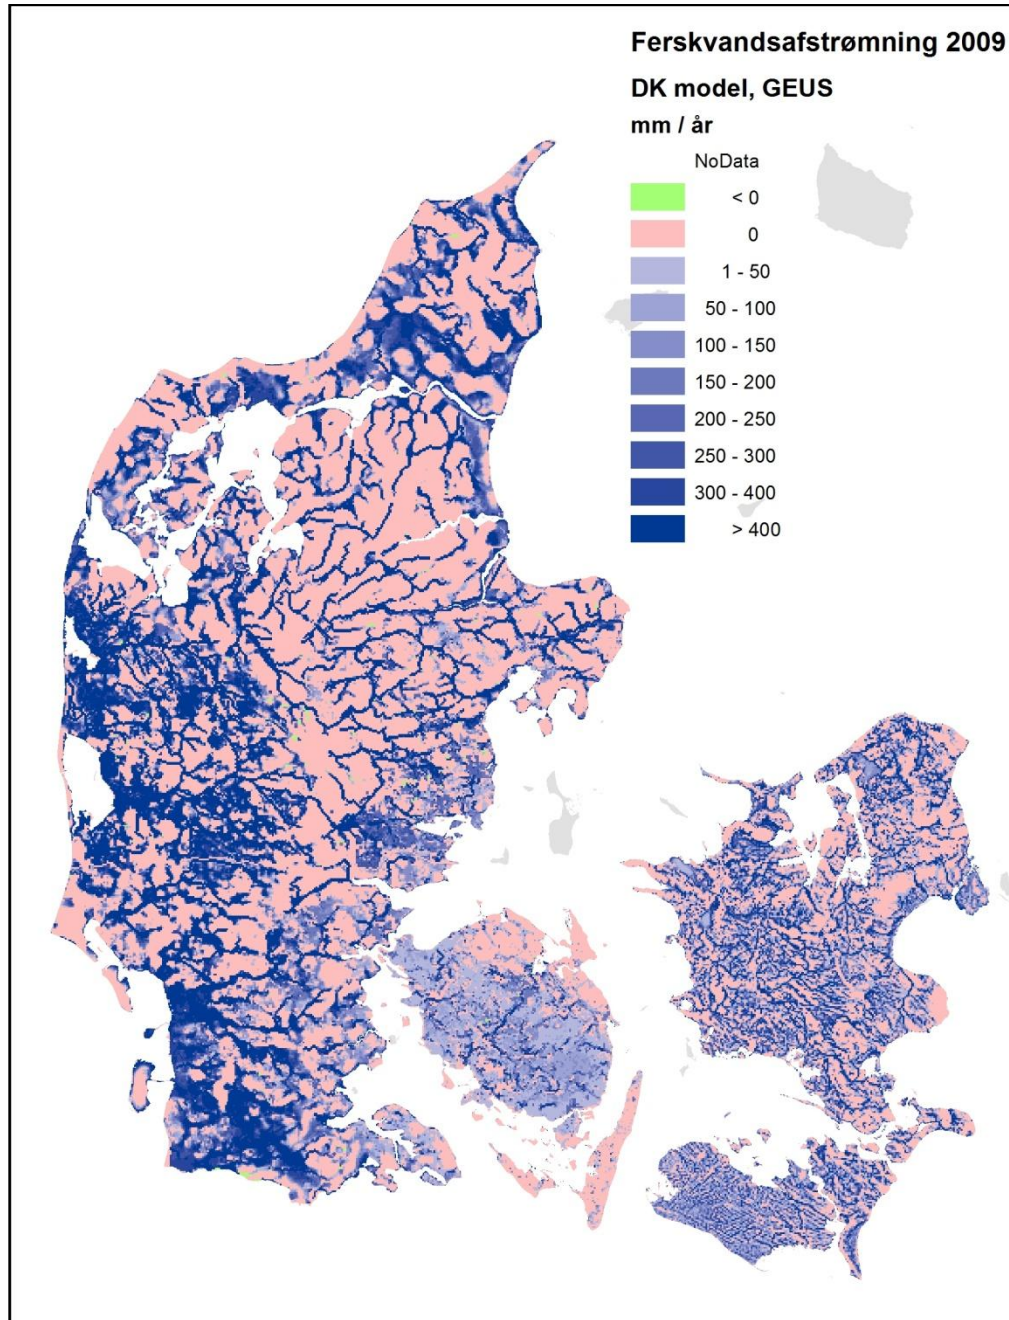 Ferskvandsafstrømning 2009
DK model, GEUS
mm / år
NoData
< 0
0
1 - 50
50 - 100
100 - 150
150 - 200
200 - 250
250 - 300
300 - 400
> 400